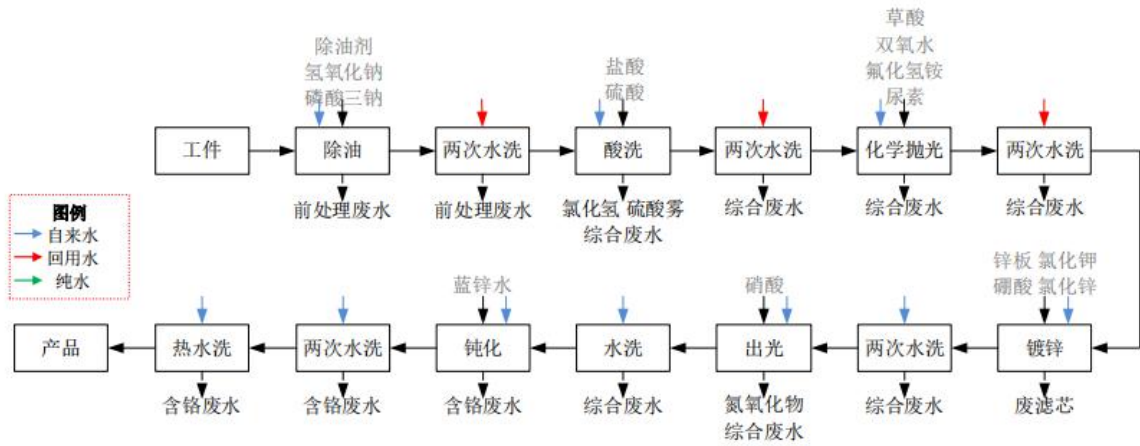 除油剂
氢氧化钠
磷酸三钠
盐酸
硫酸
草酸
双氧水
氟化氢铵
尿素
工件
除油
两次水洗
酸洗
两次水洗
化学抛光
两次水洗
前处理废水
前处理废水
氯化氢 硫酸雾
综合废水
综合废水
综合废水
综合废水
图例
自来水
回用水
纯水
蓝锌水
硝酸
锌板 氯化钾
硼酸 氯化锌
产品
热水洗
两次水洗
钝化
水洗
出光
两次水洗
镀锌
含铬废水
含铬废水
含铬废水
综合废水
氮氧化物
综合废水
综合废水
废滤芯